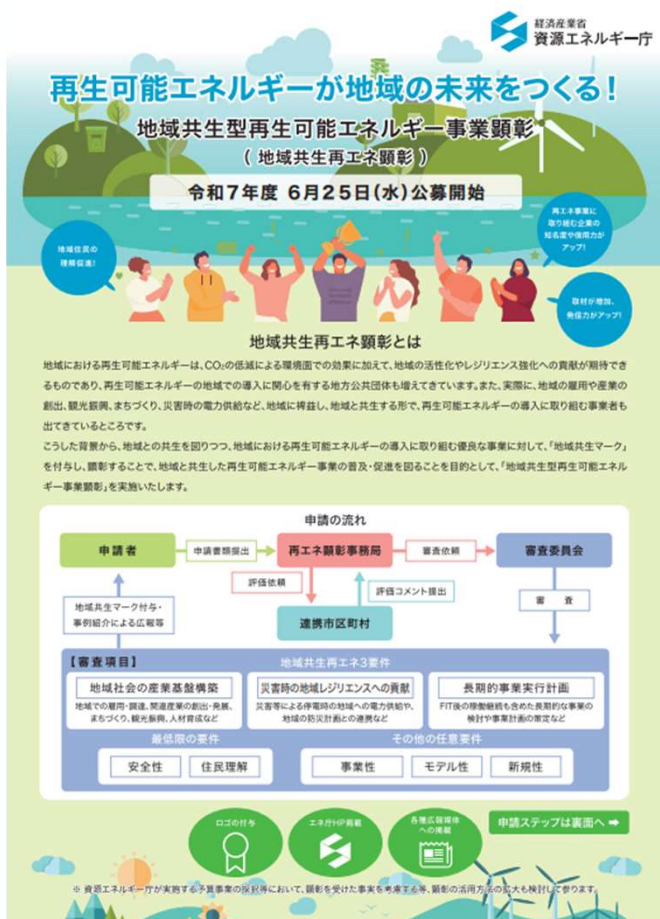 経済産業省
資源エネルギー庁
再生可能エネルギーが地域の未来をつくる！
地域共生型再生可能エネルギー事業顕彰
（ 地域共生再エネ顕彰 ）
令和7年度 6月25日(水)公募開始
地域住民の
理解促進！
再エネ事業に
取り組む企業の
知名度や信用力が
アップ！
取材が増加、
発信力がアップ！
地域共生再エネ顕彰とは
地域における再生可能エネルギーは、CO₂の低減による環境面での効果に加えて、地域の活性化やレジリエンス強化への貢献が期待でき
るものであり、再生可能エネルギーの地域での導入に関心を有する地方公共団体も増えてきています。また、実際に、地域の雇用や産業の
創出、観光振興、まちづくり、災害時の電力供給など、地域に裨益し、地域と共生する形で、再生可能エネルギーの導入に取り組む事業者も
出てきているところです。
こうした背景から、地域との共生を図りつつ、地域における再生可能エネルギーの導入に取り組む優良な事業に対して、「地域共生マーク」
を付与し、顕彰することで、地域と共生した再生可能エネルギー事業の普及・促進を図ることを目的として、「地域共生型再生可能エネル
ギー事業顕彰」を実施いたします。
申請の流れ
申請者
申請書類提出
再エネ顕彰事務局
審査依頼
審査委員会
評価依頼
評価コメント提出
地域共生マーク付与・
事例紹介による広報等
連携市区町村
審 査
【審査項目】
地域共生再エネ3要件
地域社会の産業基盤構築
地域での雇用・調達、関連産業の創出・発展、
まちづくり、観光振興、人材育成など
災害時の地域レジリエンスへの貢献
災害等による停電時の地域への電力供給や、
地域の防災計画との連携など
長期的事業実行計画
FIT後の稼働継続も含めた長期的な事業の
検討や事業計画の策定など
最低限の要件
安全性
住民理解
その他の任意要件
事業性
モデル性
新規性
ロゴの付与
エネ庁HP掲載
各種広報媒体
への掲載
申請ステップは裏面へ ➡
※ 資源エネルギー庁が実施する予算事業の採択等において、顕彰を受けた事実を考慮する等、顕彰の活用方法の拡大も検討して参ります。